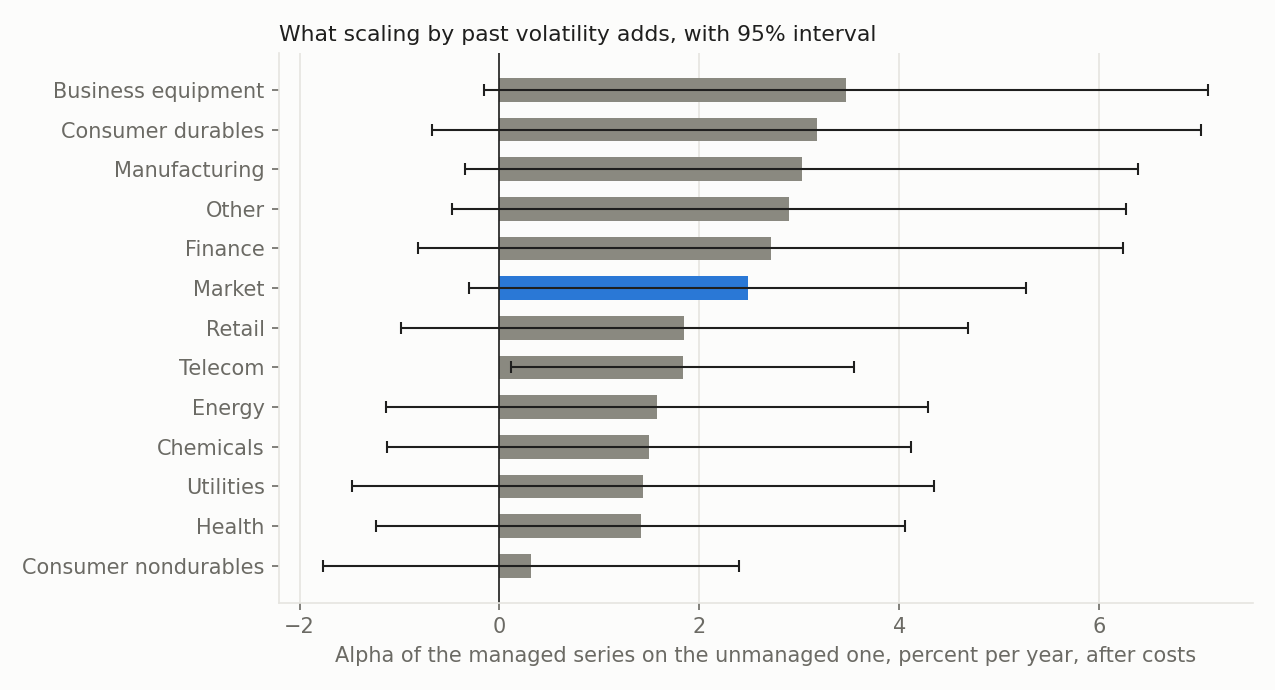 What scaling by past volatility adds, with 95% interval
Business equipment
Consumer durables
Manufacturing
Other
Finance
Market
Retail
Telecom
Energy
Chemicals
Utilities
Health
Consumer nondurables
−2 0 2 4 6
Alpha of the managed series on the unmanaged one, percent per year, after costs